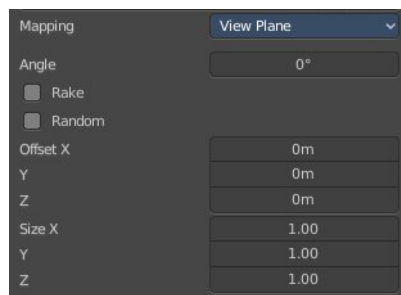 Mapping View Plane
Angle 0°
Rake
Random
Offset X 0m
Y 0m
Z 0m
Size X 1.00
Y 1.00
Z 1.00